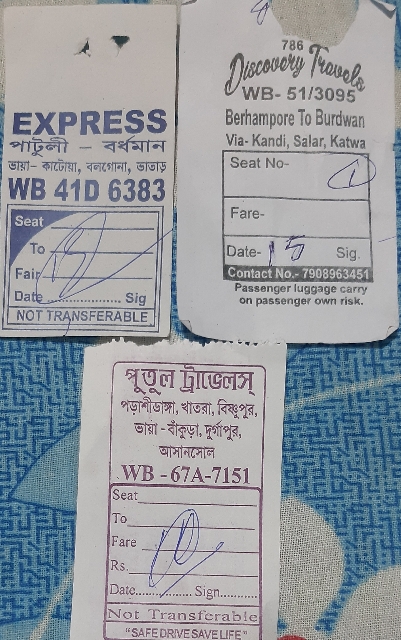 EXPRESS
পাটুলী - বর্ধমান
ভায়া- কাটোয়া, বলগোনা, ভাতাড়
WB 41D 6383
Seat
To
Fair
Date.................... Sig
NOT TRANSFERABLE
786
Discovery Travels
WB- 51/3095
Berhampore To Burdwan
Via- Kandi, Salar, Katwa
Seat No- 1
Fare-
Date- 15 Sig.
Contact No.- 7908963451
Passenger luggage carry
on passenger own risk.
পুতুল ট্রাভেলস্
পড়াশীডাঙ্গা, খাতরা, বিষ্ণুপুর,
ভায়া - বাঁকুড়া, দুর্গাপুর,
আসানসোল
WB - 67A-7151
Seat
To
Fare
Rs.
Date.............. Sign..............
Not Transferable
"SAFE DRIVE SAVE LIFE"